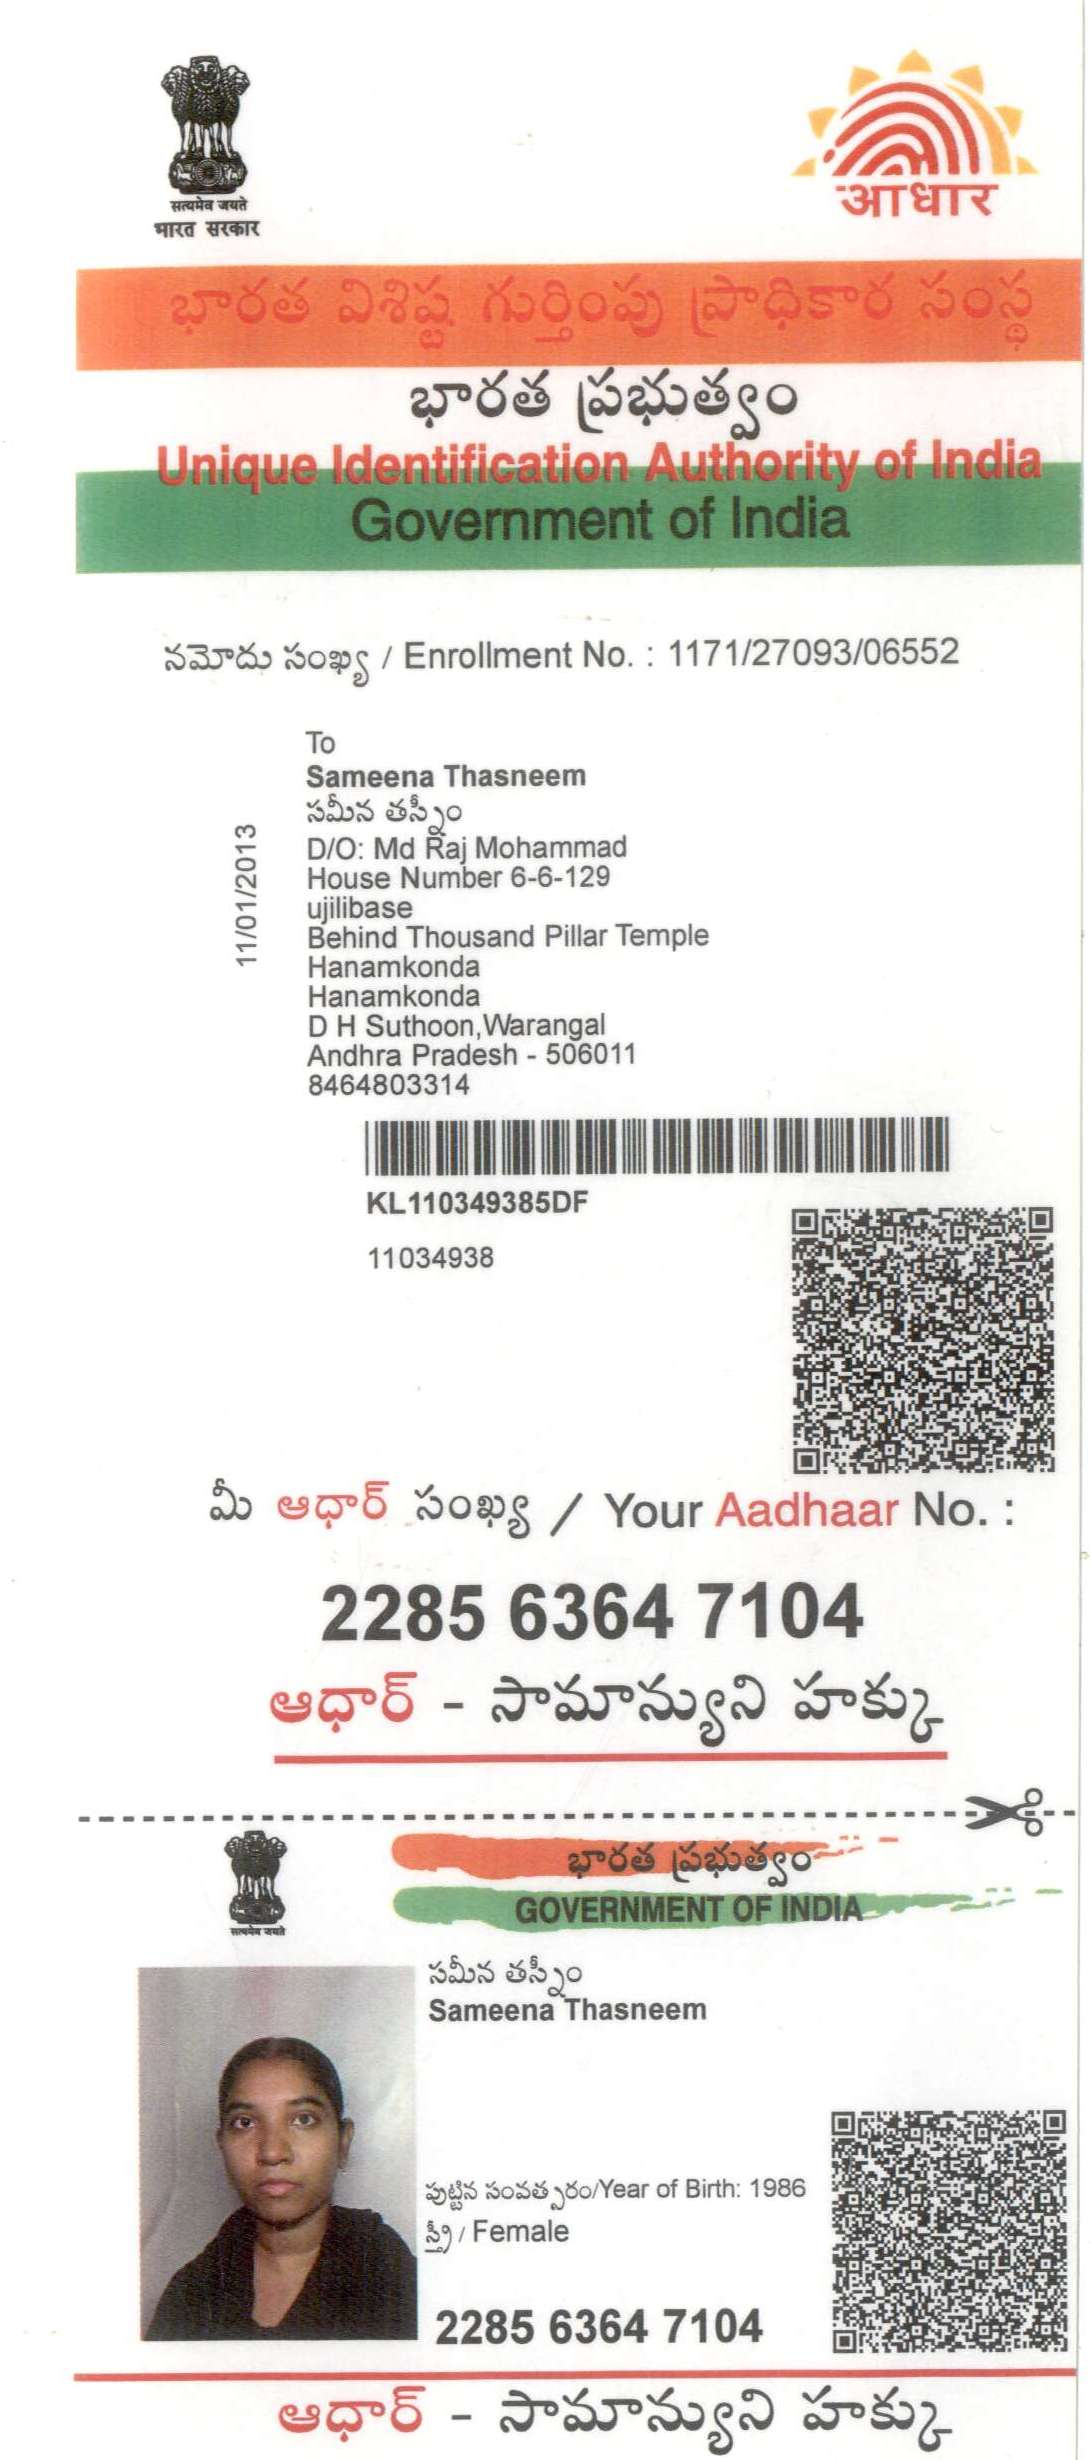 सत्यमेव जयते
भारत सरकार
आधार
భారత విశిష్ట గుర్తింపు ప్రాధికార సంస్థ
భారత ప్రభుత్వం
Unique Identification Authority of India
Government of India
నమోదు సంఖ్య / Enrollment No. : 1171/27093/06552
11/01/2013
To
Sameena Thasneem
సమీన తస్నీం
D/O: Md Raj Mohammad
House Number 6-6-129
ujilibase
Behind Thousand Pillar Temple
Hanamkonda
Hanamkonda
D H Suthoon,Warangal
Andhra Pradesh - 506011
8464803314
KL110349385DF
11034938
మీ ఆధార్ సంఖ్య / Your Aadhaar No. :
2285 6364 7104
ఆధార్ - సామాన్యుని హక్కు
सत्यमेव जयते
భారత ప్రభుత్వం
GOVERNMENT OF INDIA
సమీన తస్నీం
Sameena Thasneem
పుట్టిన సంవత్సరం/Year of Birth: 1986
స్త్రీ / Female
2285 6364 7104
ఆధార్ - సామాన్యుని హక్కు